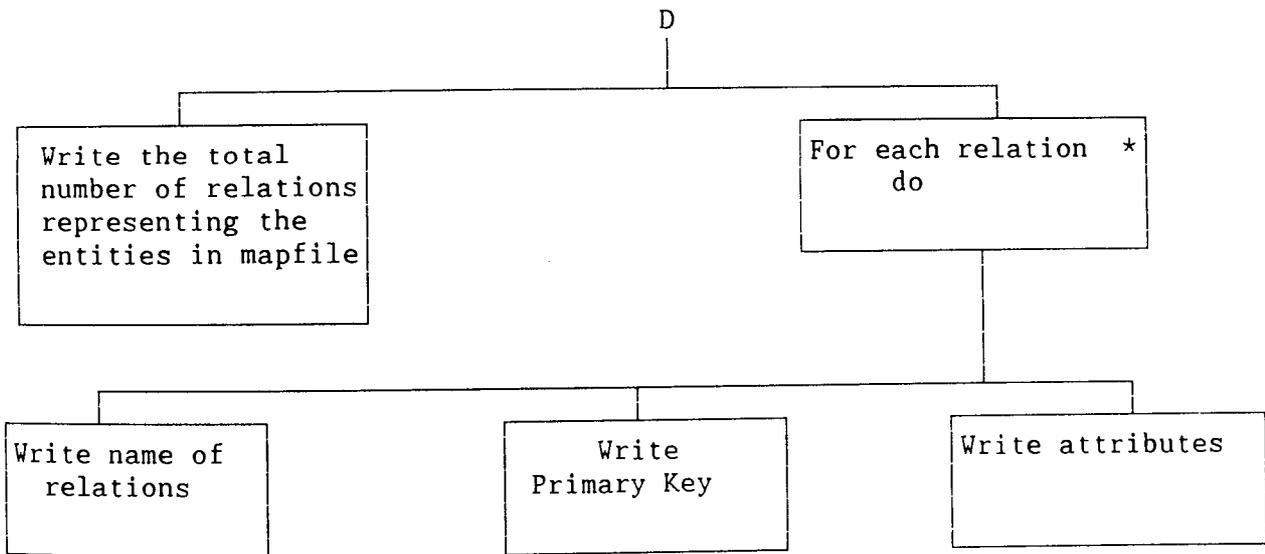 D
Write the total
number of relations
representing the
entities in mapfile
For each relation *
do
Write name of
relations
Write
Primary Key
Write attributes